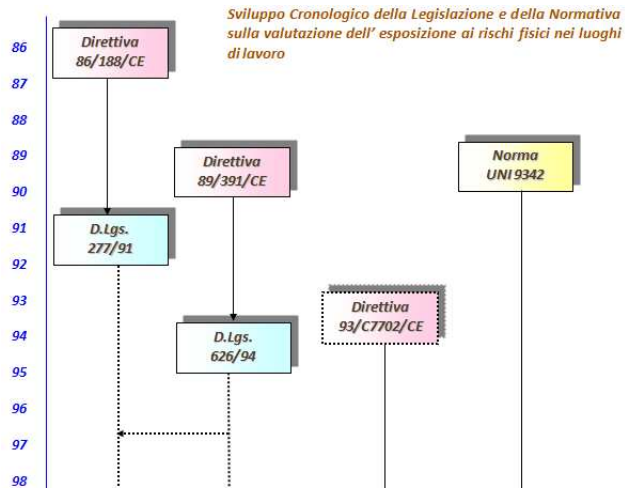 Sviluppo Cronologico della Legislazione e della Normativa
sulla valutazione dell’ esposizione ai rischi fisici nei luoghi
di lavoro
86
Direttiva
86/188/CE
87
88
89
Direttiva
89/391/CE
Norma
UNI 9342
90
91
D.Lgs.
277/91
92
93
Direttiva
93/C7702/CE
94
D.Lgs.
626/94
95
96
97
98